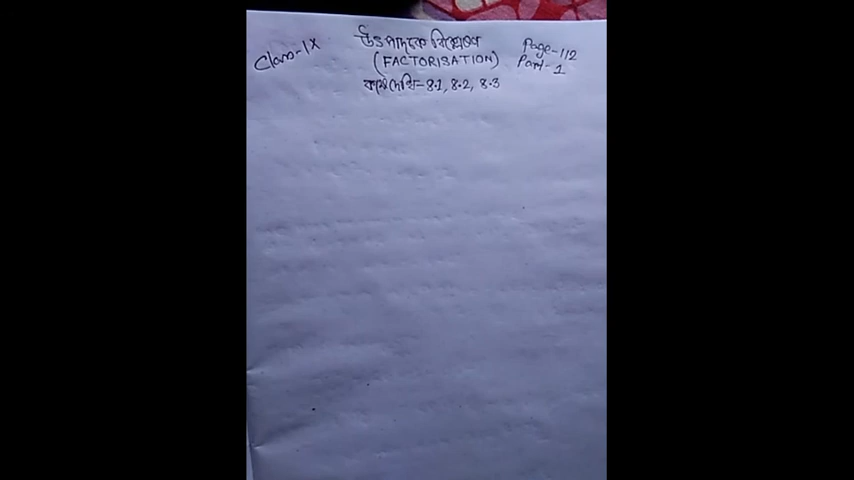 Class-IX
উৎপাদকে বিশ্লেষণ
(FACTORISATION)
কষে দেখি-8.1, 8.2, 8.3
Page-112
Part-1